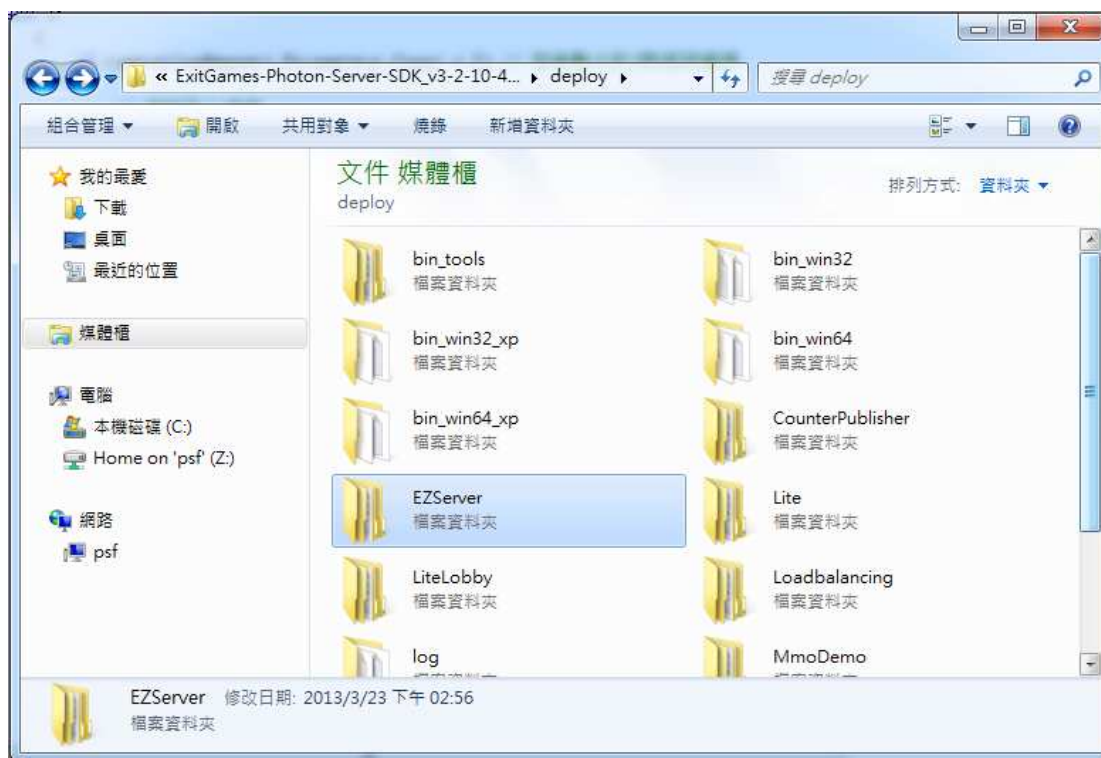 « ExitGames-Photon-Server-SDK_v3-2-10-4... ▸ deploy ▸
搜尋 deploy
組合管理 ▼ 開啟 共用對象 ▼ 燒錄 新增資料夾
我的最愛
下載
桌面
最近的位置
媒體櫃
電腦
本機磁碟 (C:)
Home on 'psf' (Z:)
網路
psf
文件 媒體櫃
deploy
排列方式: 資料夾 ▼
bin_tools
檔案資料夾
bin_win32
檔案資料夾
bin_win32_xp
檔案資料夾
bin_win64
檔案資料夾
bin_win64_xp
檔案資料夾
CounterPublisher
檔案資料夾
EZServer
檔案資料夾
Lite
檔案資料夾
LiteLobby
檔案資料夾
Loadbalancing
檔案資料夾
log
MmoDemo
EZServer 修改日期: 2013/3/23 下午 02:56
檔案資料夾